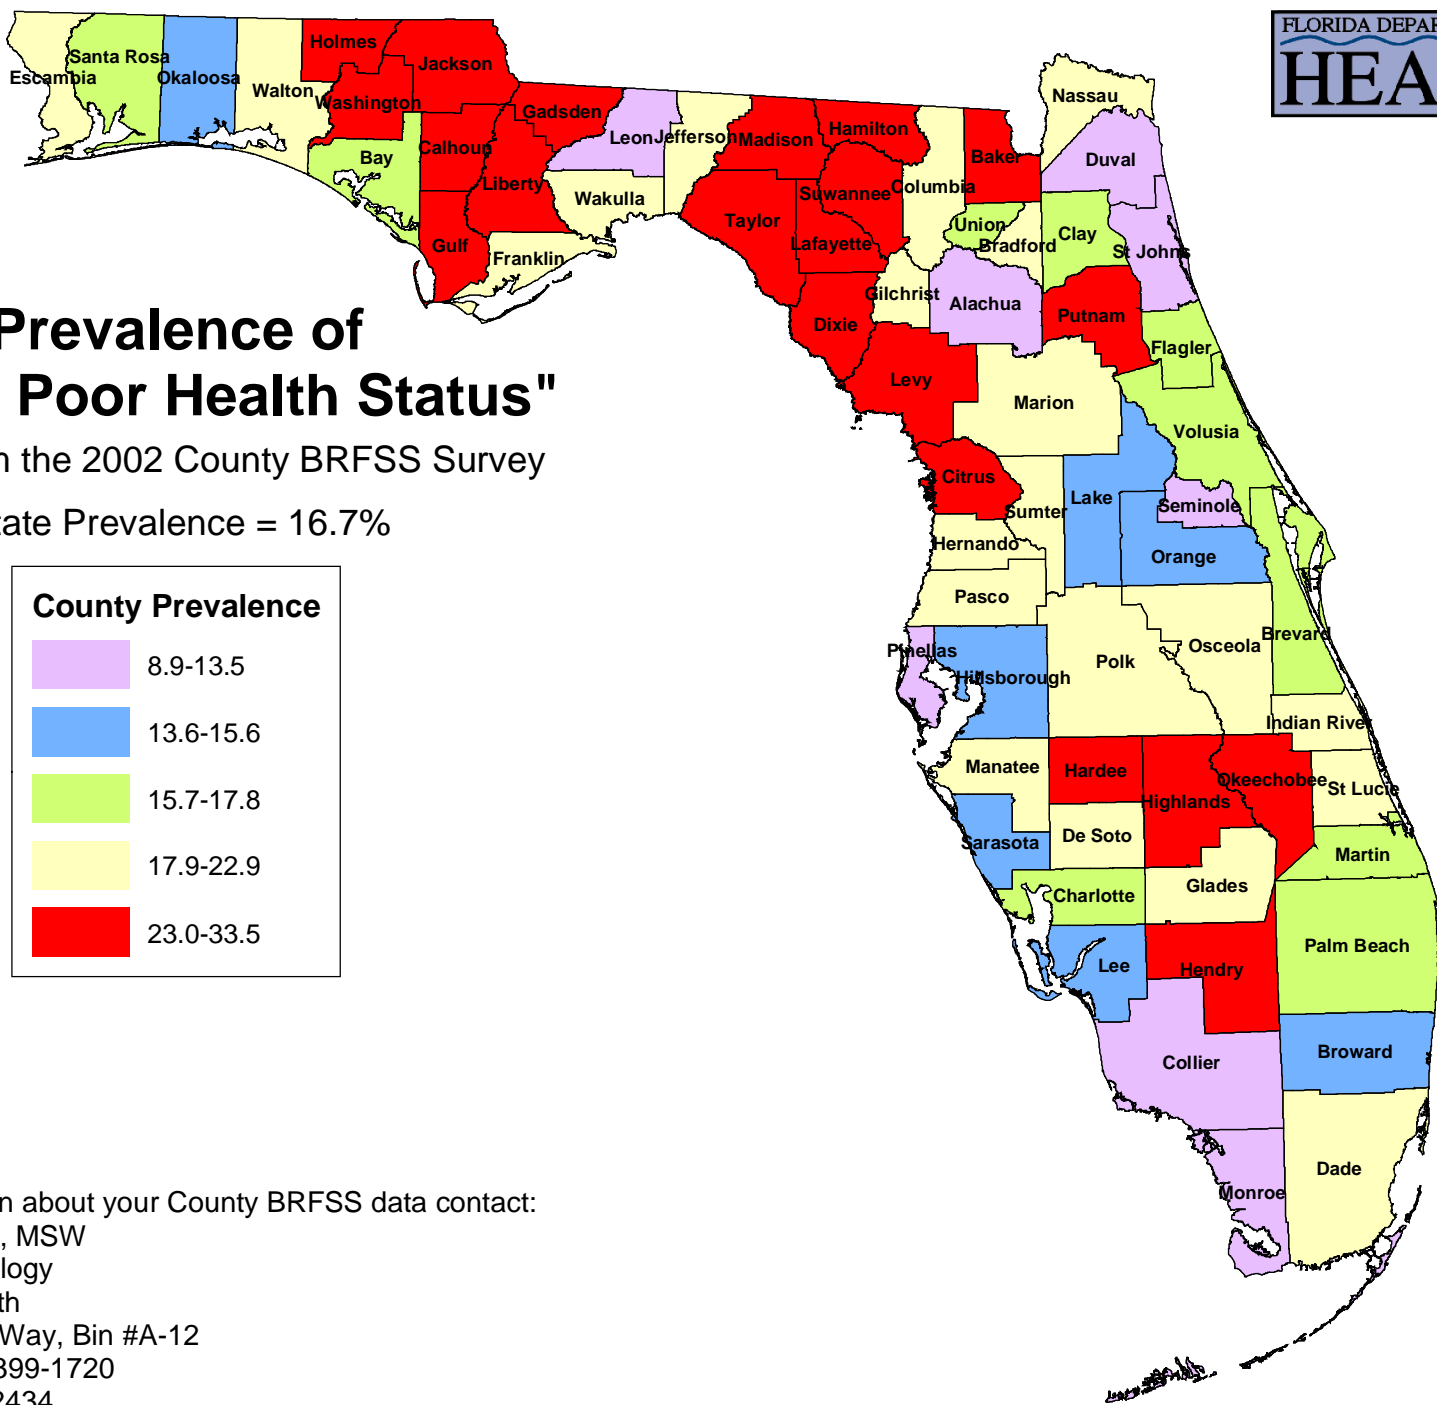 FLORIDA DEPAR
HEA
Holmes
Jackson
Santa Rosa
Escambia
Okaloosa
Walton
Washington
Gadsden
Nassau
Leon
Jefferson
Madison
Hamilton
Calhoun
Bay
Baker
Duval
Liberty
Wakulla
Suwannee
Columbia
Taylor
Union
Clay
Gulf
Lafayette
Bradford
St Johns
Franklin
Gilchrist
Alachua
Putnam
Dixie
Prevalence of
Flagler
Poor Health Status"
Levy
Marion
Volusia
n the 2002 County BRFSS Survey
Citrus
Lake
Seminole
Sumter
tate Prevalence = 16.7%
Hernando
Orange
Pasco
County Prevalence
8.9-13.5
13.6-15.6
15.7-17.8
17.9-22.9
23.0-33.5
Brevard
Osceola
Pinellas
Polk
Hillsborough
Indian River
Manatee
Hardee
Okeechobee
St Lucie
Highlands
De Soto
Sarasota
Martin
Glades
Charlotte
Palm Beach
Lee
Hendry
Broward
Collier
Dade
Monroe
n about your County BRFSS data contact:
, MSW
logy
th
Way, Bin #A-12
399-1720
2434